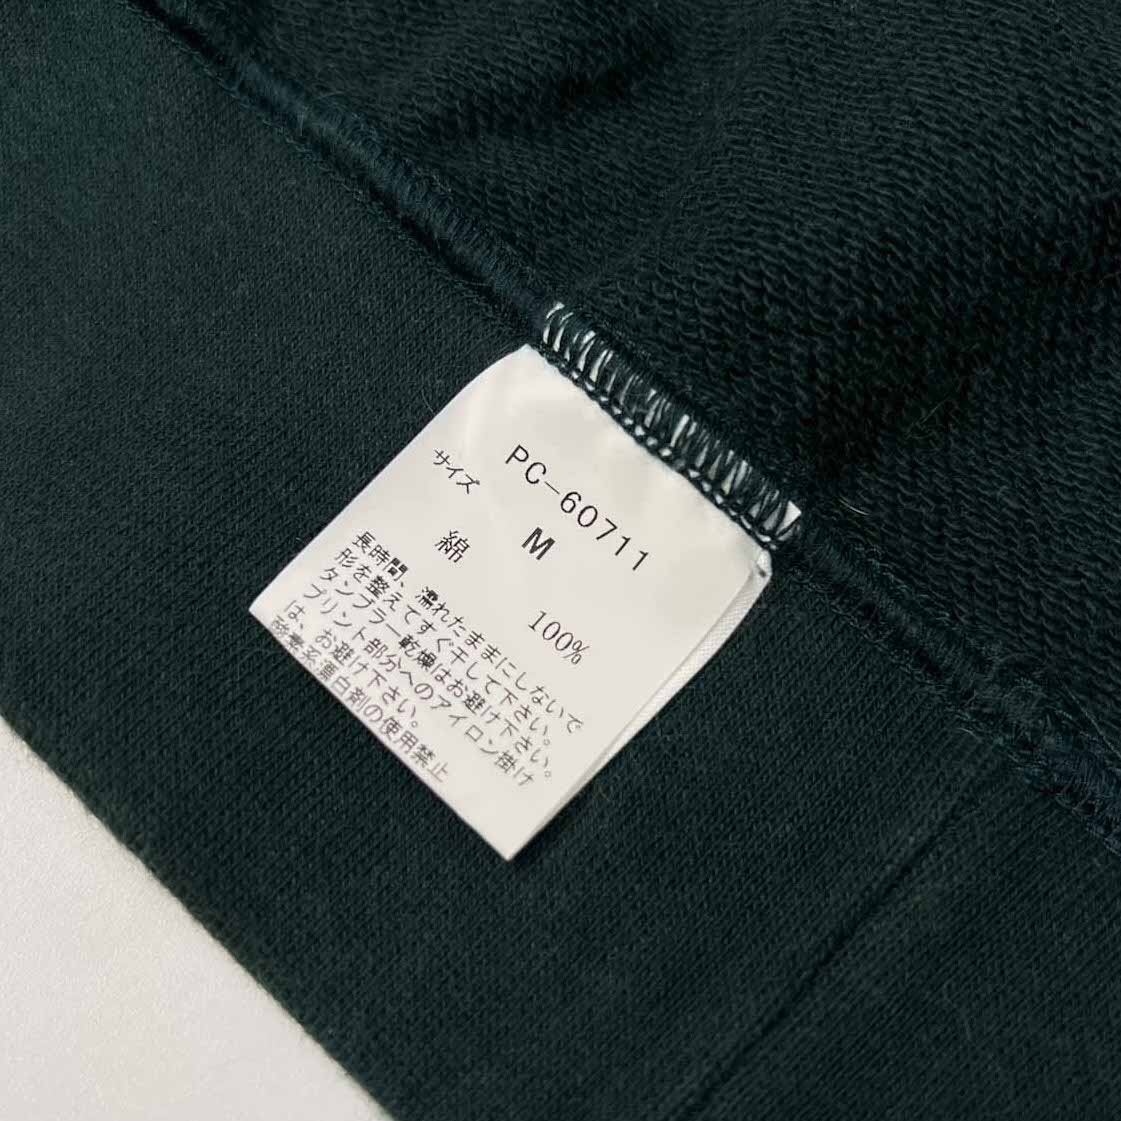 PC-60711
サイズ M
綿 100%
長時間、濡れたままにしないで
形を整えてすぐ干して下さい。
タンブラー乾燥はお避け下さい。
プリント部分へのアイロン掛け
は、お避け下さい。
酸素系漂白剤の使用禁止